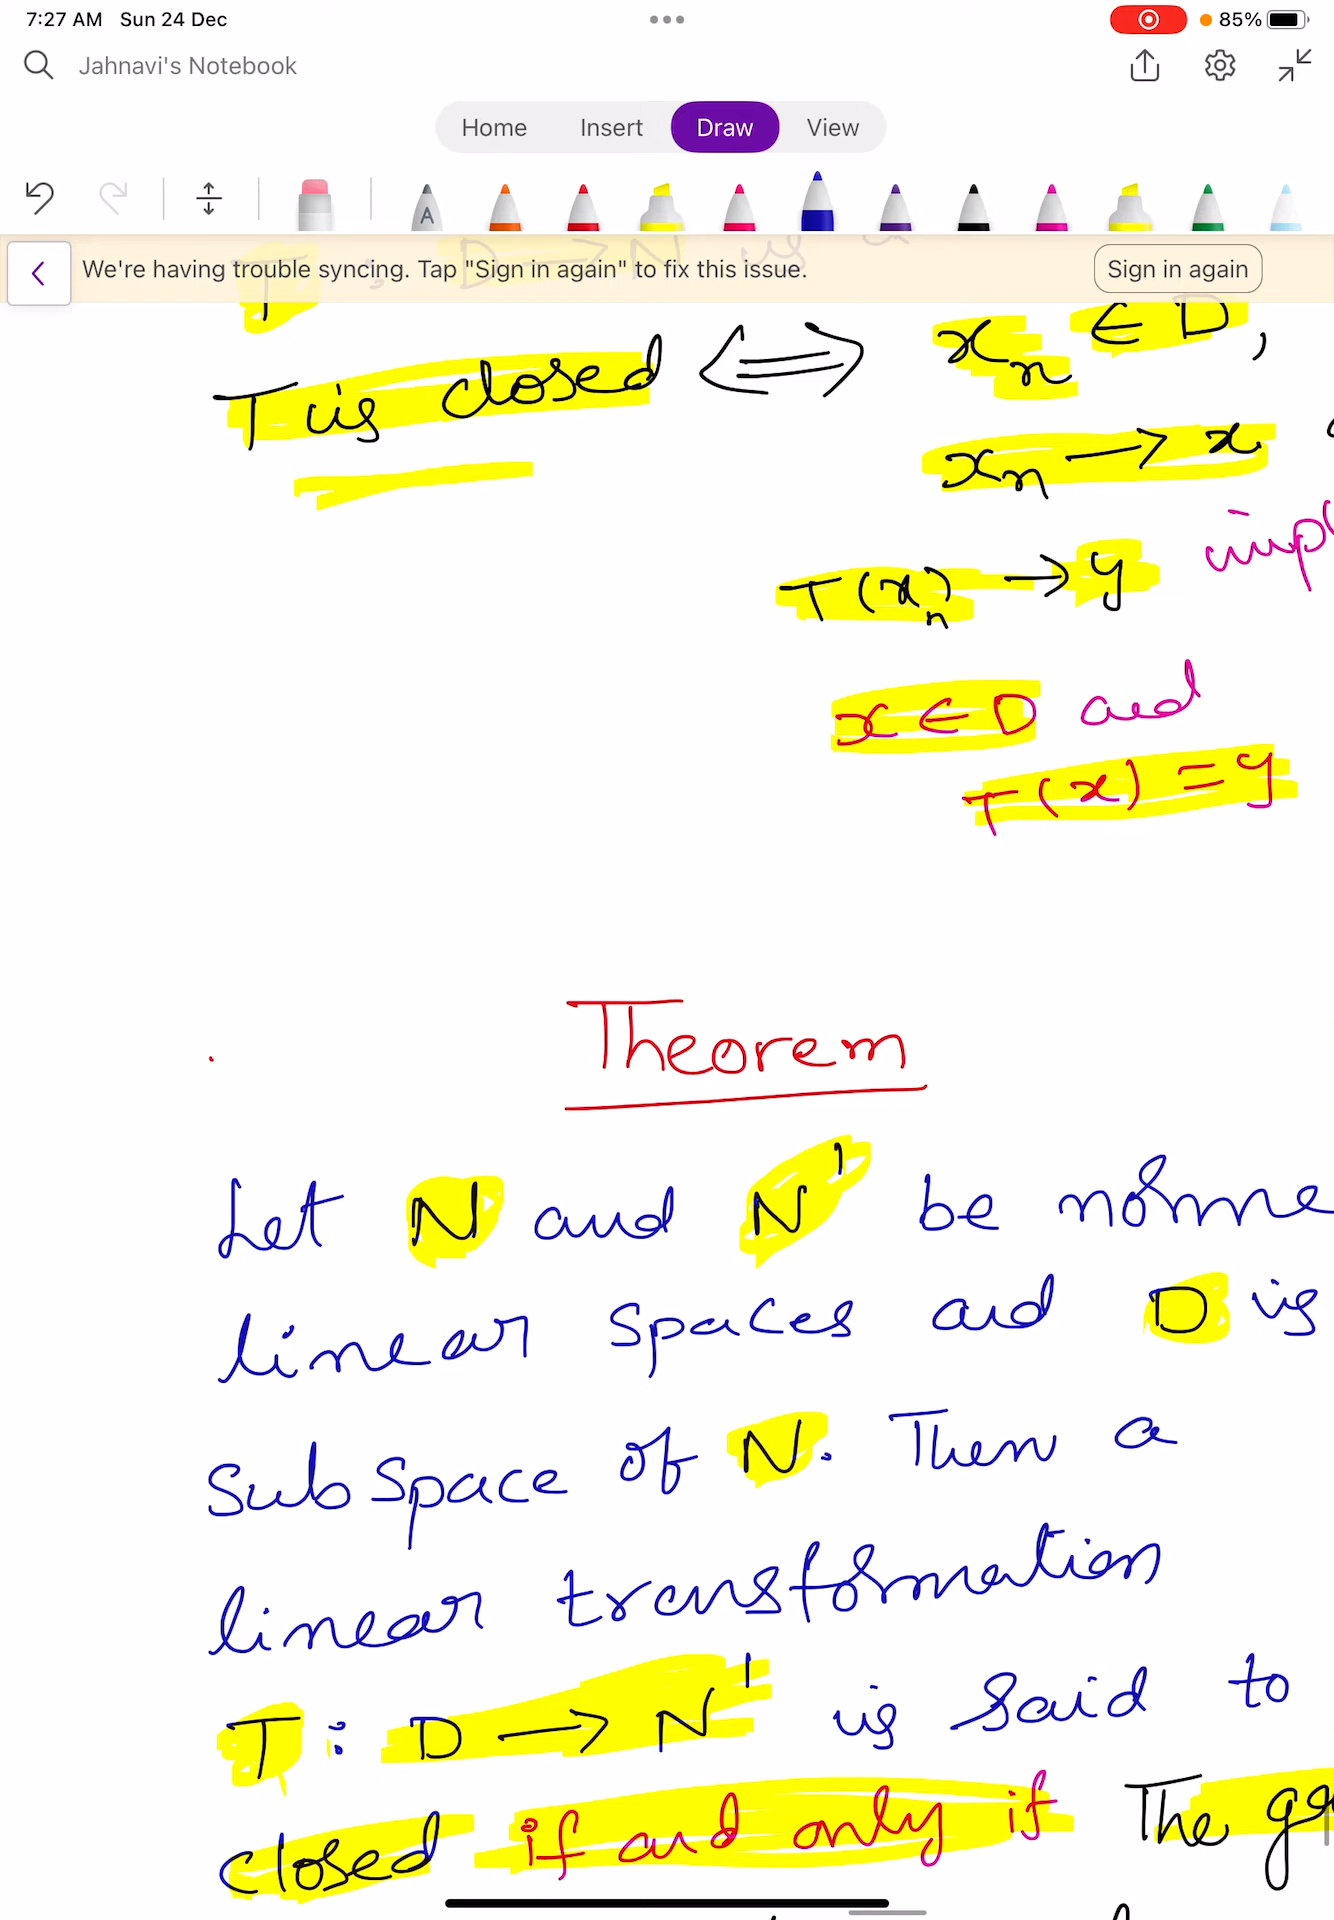 7:27 AM Sun 24 Dec
85%
Jahnavi's Notebook
Home Insert Draw View
A
We're having trouble syncing. Tap "Sign in again" to fix this issue.
Sign in again
T : D → N is
T is closed ⟺ xₙ ∈ D,
xₙ → x
T(xₙ) → y impl
x ∈ D and
T(x) = y
Theorem
Let N and N' be norme
linear spaces and D is
subspace of N. Then a
linear transformation
T : D → N' is said to
closed if and only if The